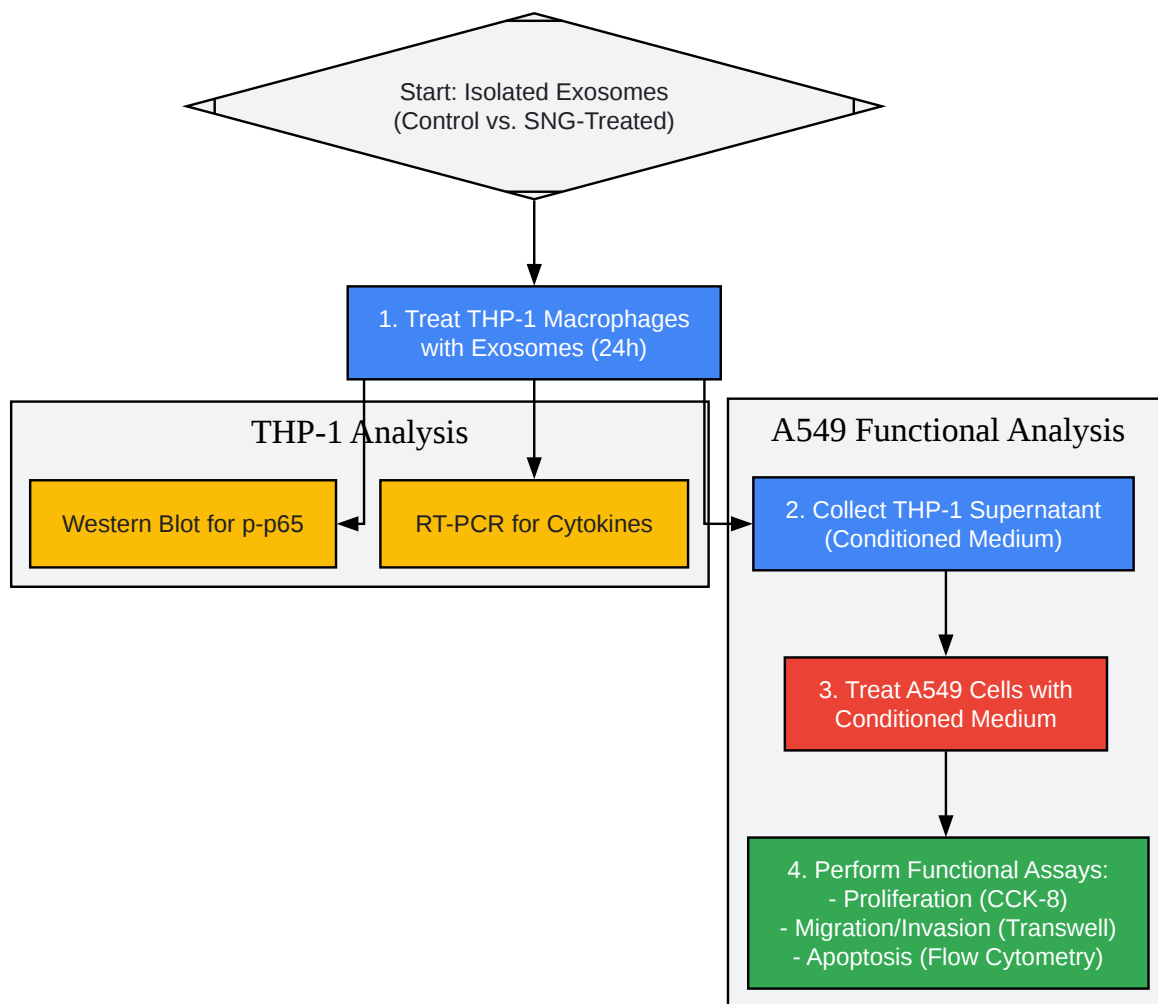 Start: Isolated Exosomes
(Control vs. SNG-Treated)
1. Treat THP-1 Macrophages
with Exosomes (24h)
THP-1 Analysis
Western Blot for p-p65
RT-PCR for Cytokines
A549 Functional Analysis
2. Collect THP-1 Supernatant
(Conditioned Medium)
3. Treat A549 Cells with
Conditioned Medium
4. Perform Functional Assays:
- Proliferation (CCK-8)
- Migration/Invasion (Transwell)
- Apoptosis (Flow Cytometry)